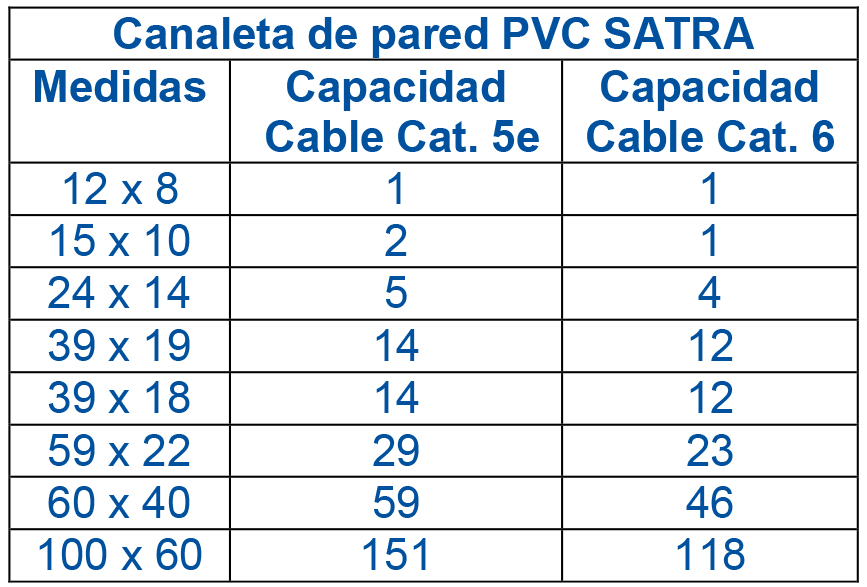 Canaleta de pared PVC SATRA
Medidas Capacidad Cable Cat. 5e Capacidad Cable Cat. 6
12 x 8 1 1
15 x 10 2 1
24 x 14 5 4
39 x 19 14 12
39 x 18 14 12
59 x 22 29 23
60 x 40 59 46
100 x 60 151 118